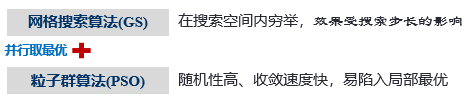 网格搜索算法(GS) 在搜索空间内穷举，效果受搜索步长的影响
并行取最优
粒子群算法(PSO) 随机性高、收敛速度快，易陷入局部最优